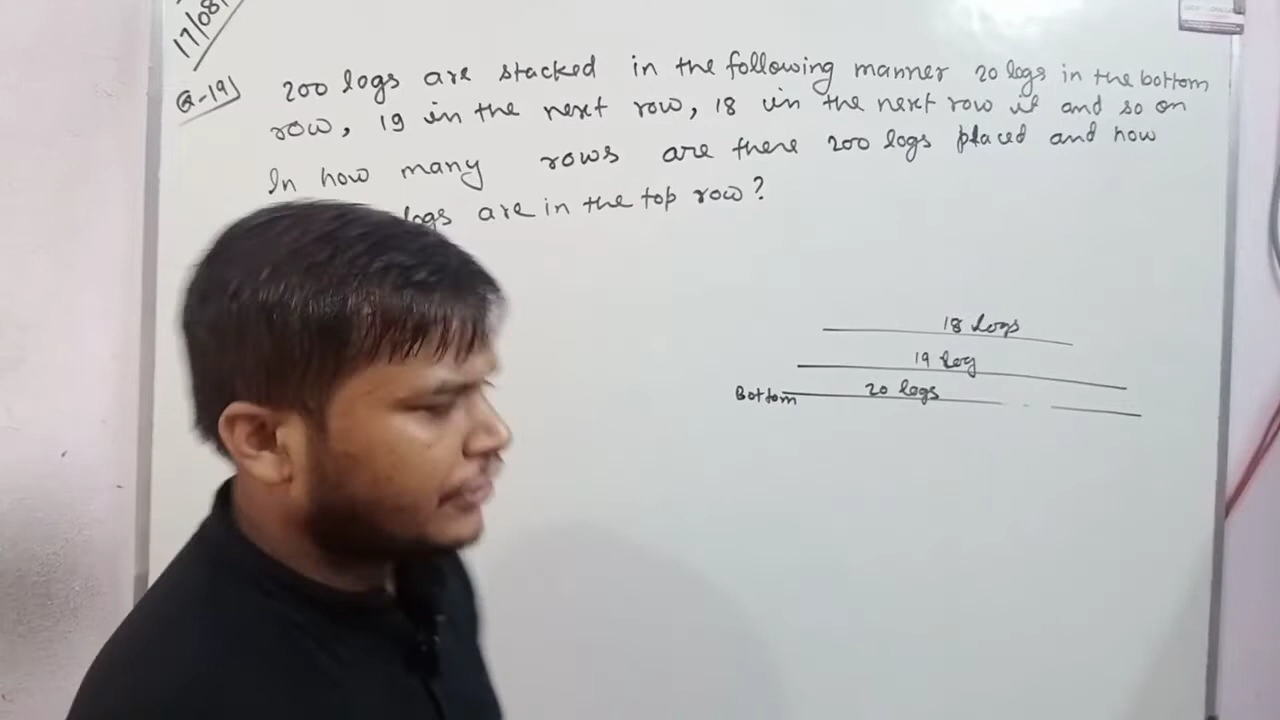 17/08/
Q-19) 200 logs are stacked in the following manner 20 logs in the bottom
row, 19 in the next row, 18 in the next row and so on
In how many rows are there 200 logs placed and how
logs are in the top row?
18 logs
19 log
Bottom 20 logs